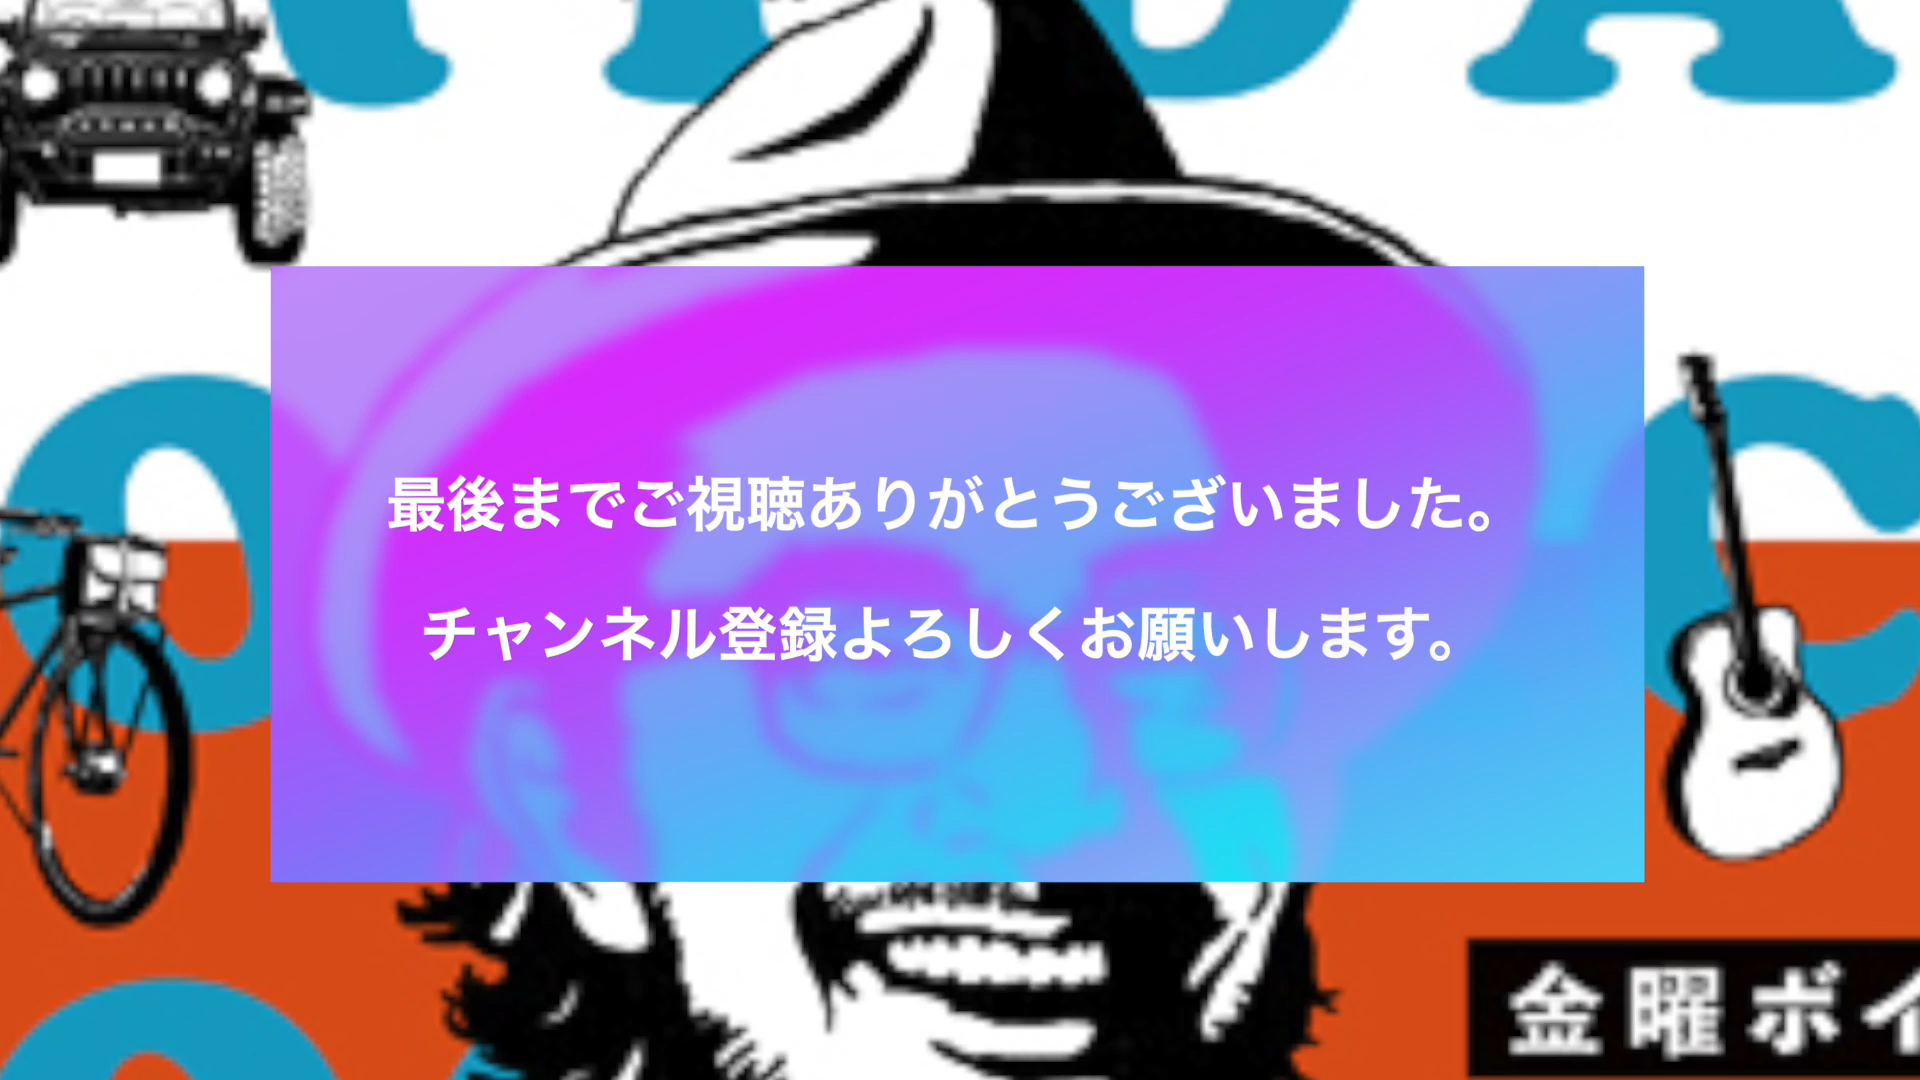 最後までご視聴ありがとうございました。
チャンネル登録よろしくお願いします。
金曜ボイ